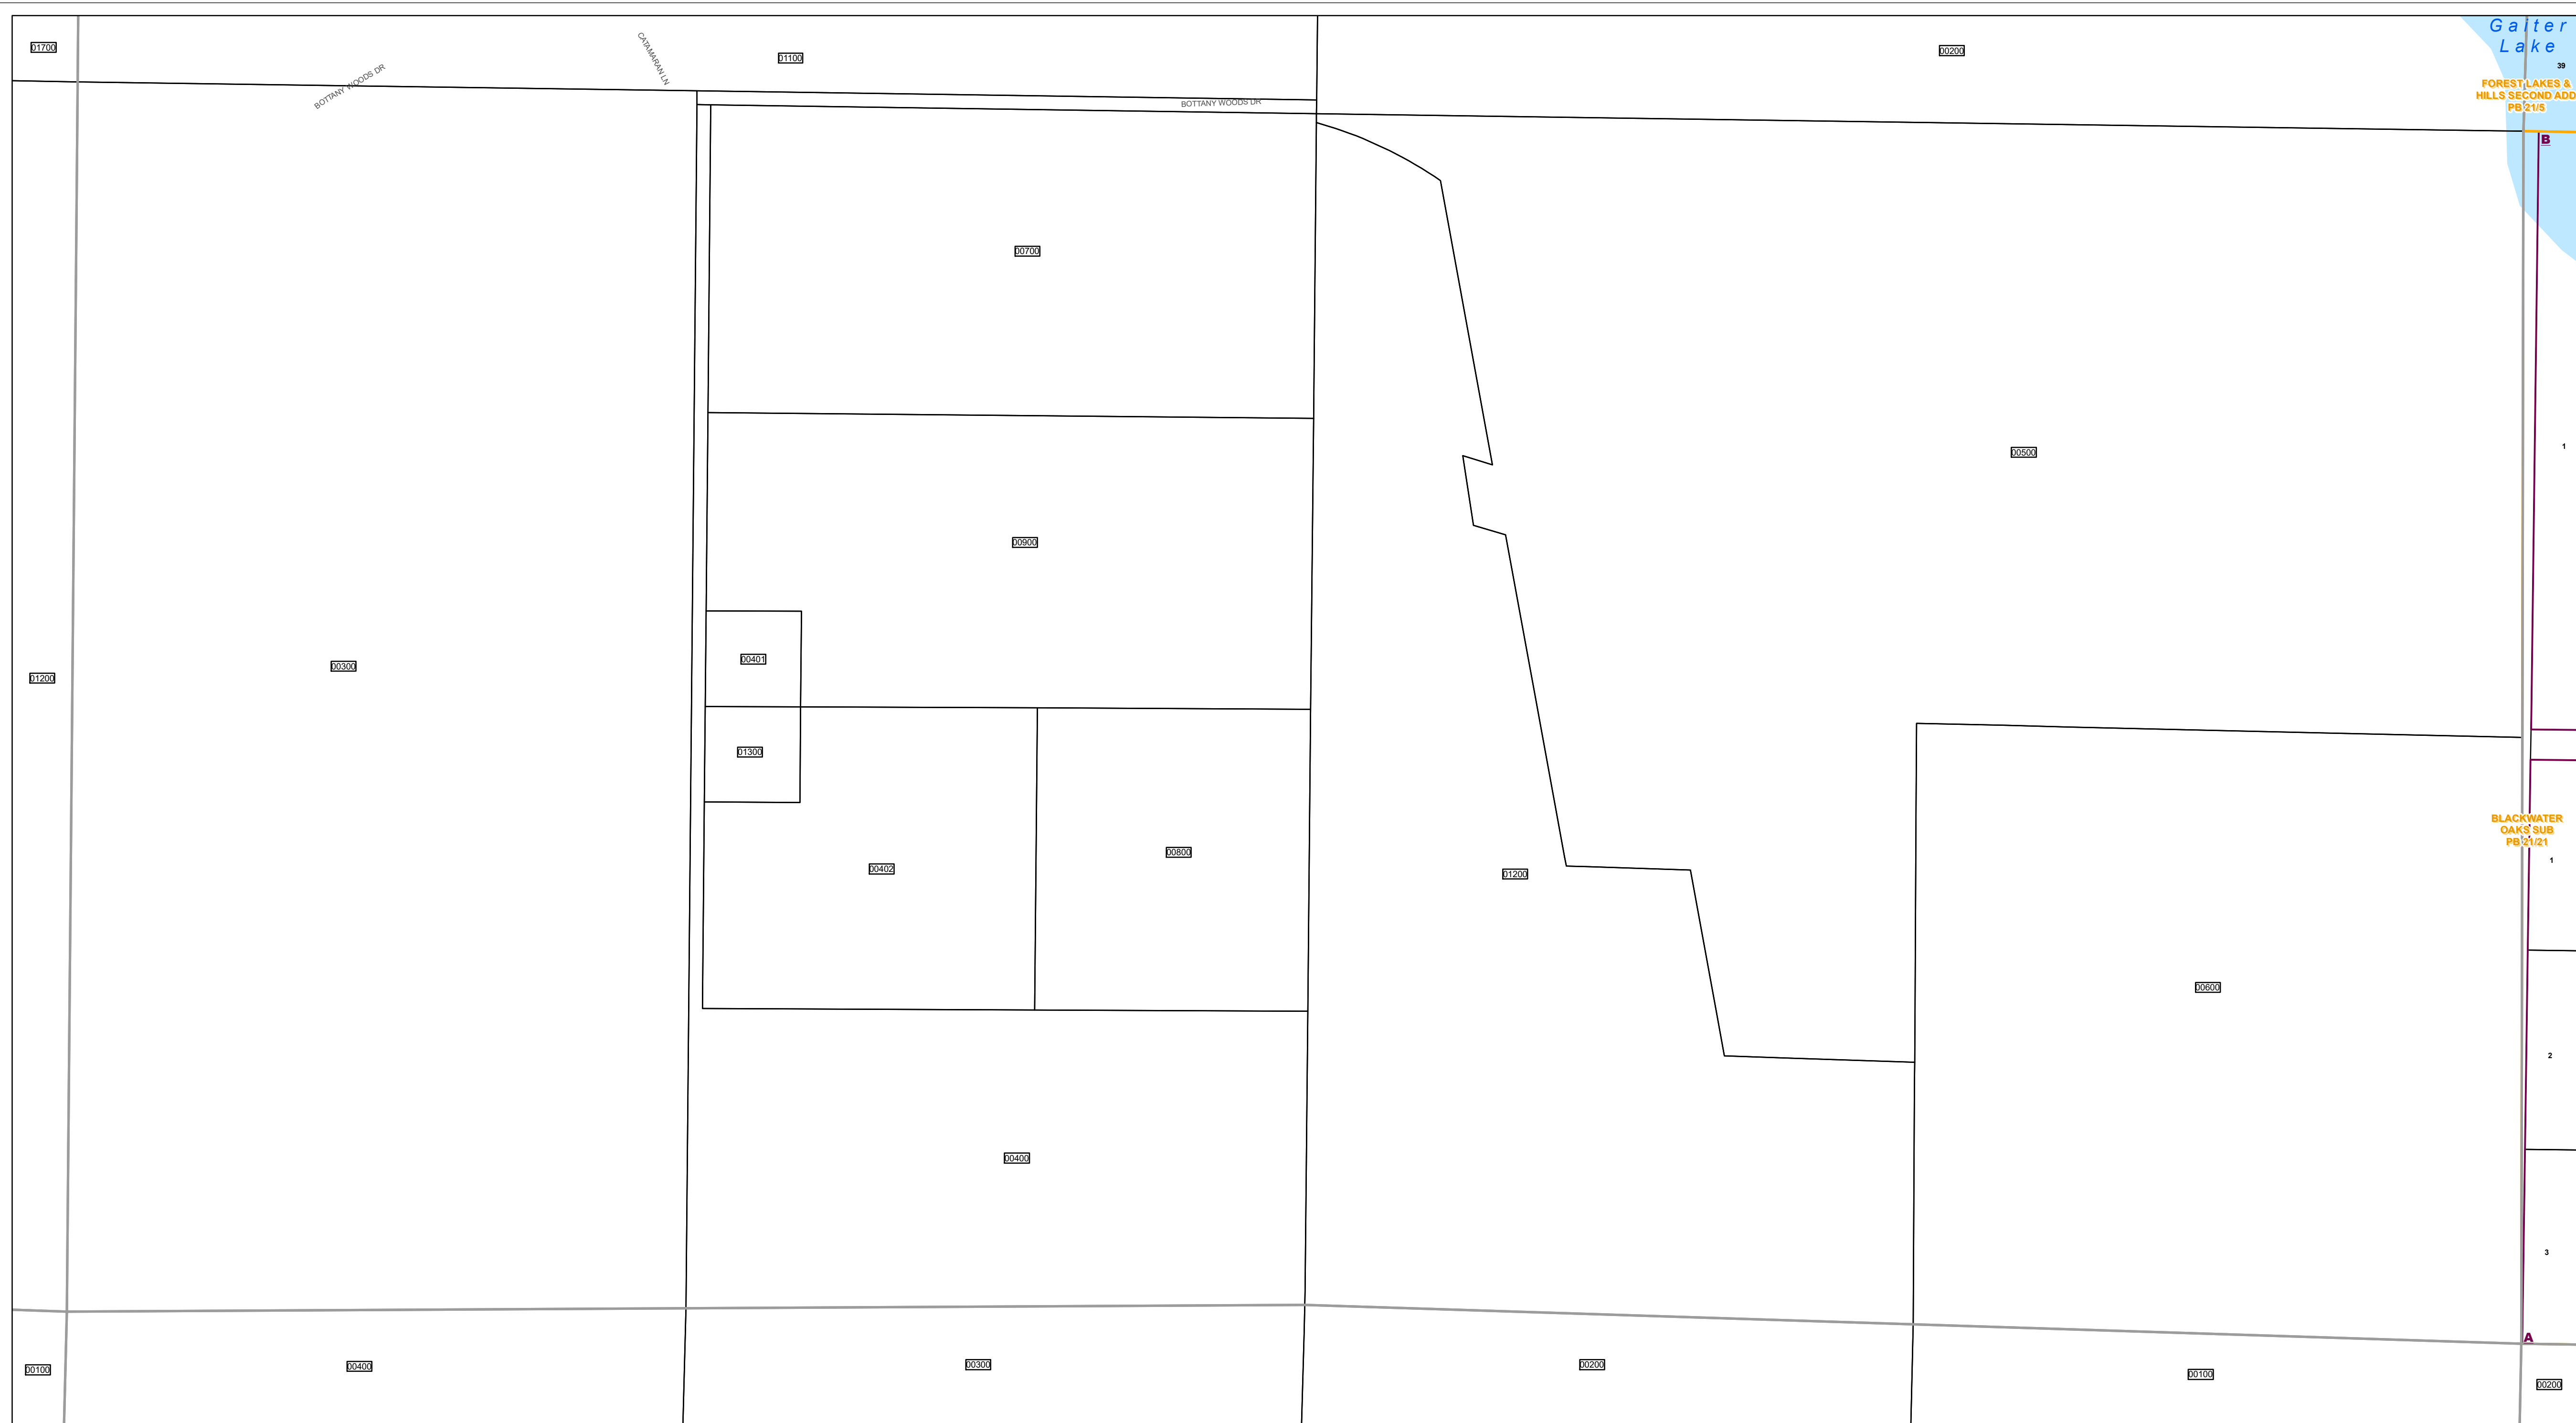 Gaiter
Lake
01700
CATAMARAN LN
01100
00200
39
BOTTANY WOODS DR
BOTTANY WOODS DR
FOREST LAKES &
HILLS SECOND ADD
PB 21/5
B
00700
1
00500
00900
00401
00300
01200
01300
BLACKWATER
OAKS SUB
PB 21/21
00800
1
00402
01200
00600
2
00400
3
A
00100
00400
00300
00200
00100
00200